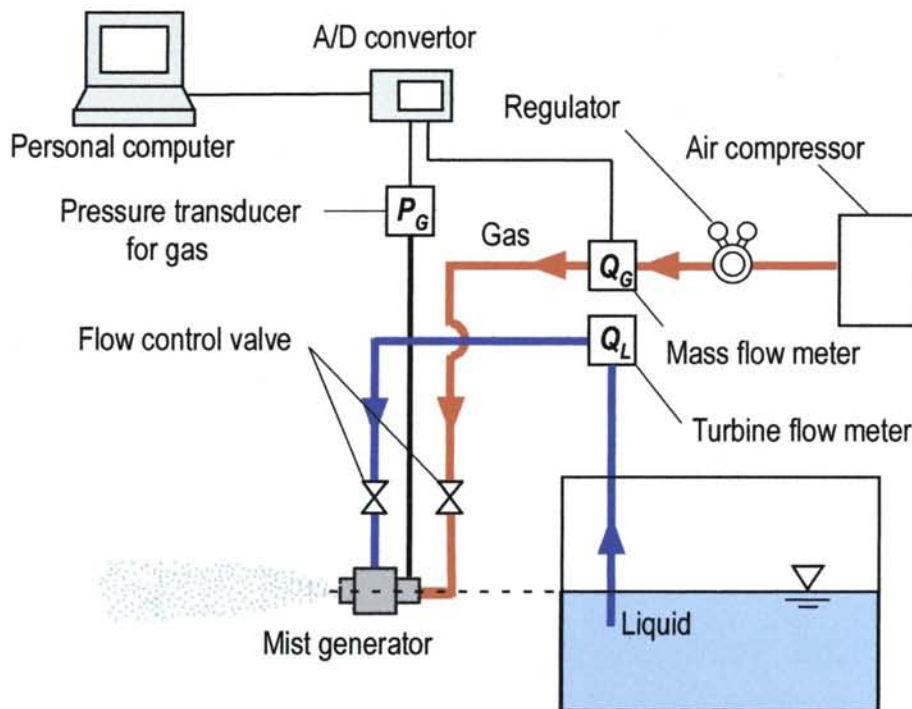 A/D convertor
Regulator
Air compressor
Personal computer
Pressure transducer
for gas
P_G
Gas
Q_G
Flow control valve
Q_L
Mass flow meter
Turbine flow meter
Liquid
Mist generator